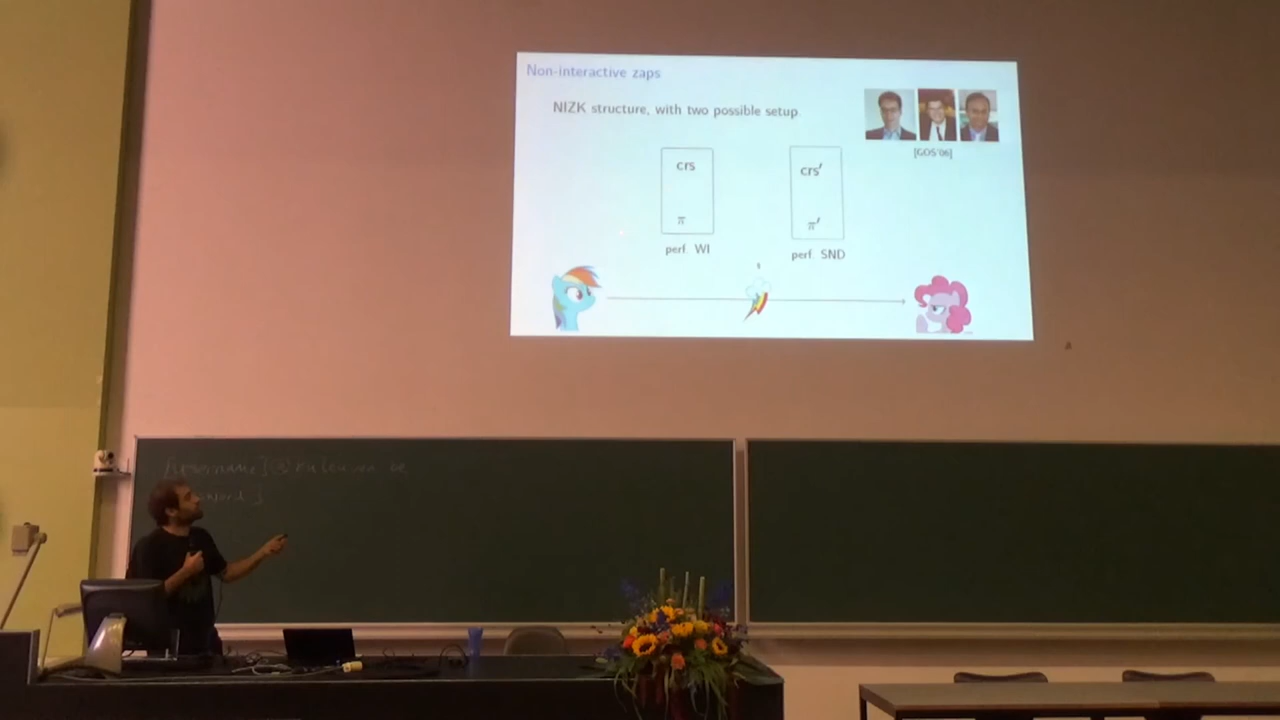 Non-interactive zaps
NIZK structure, with two possible setup.
[GOS'06]
crs
crs′
π
π′
perf. WI
perf. SND